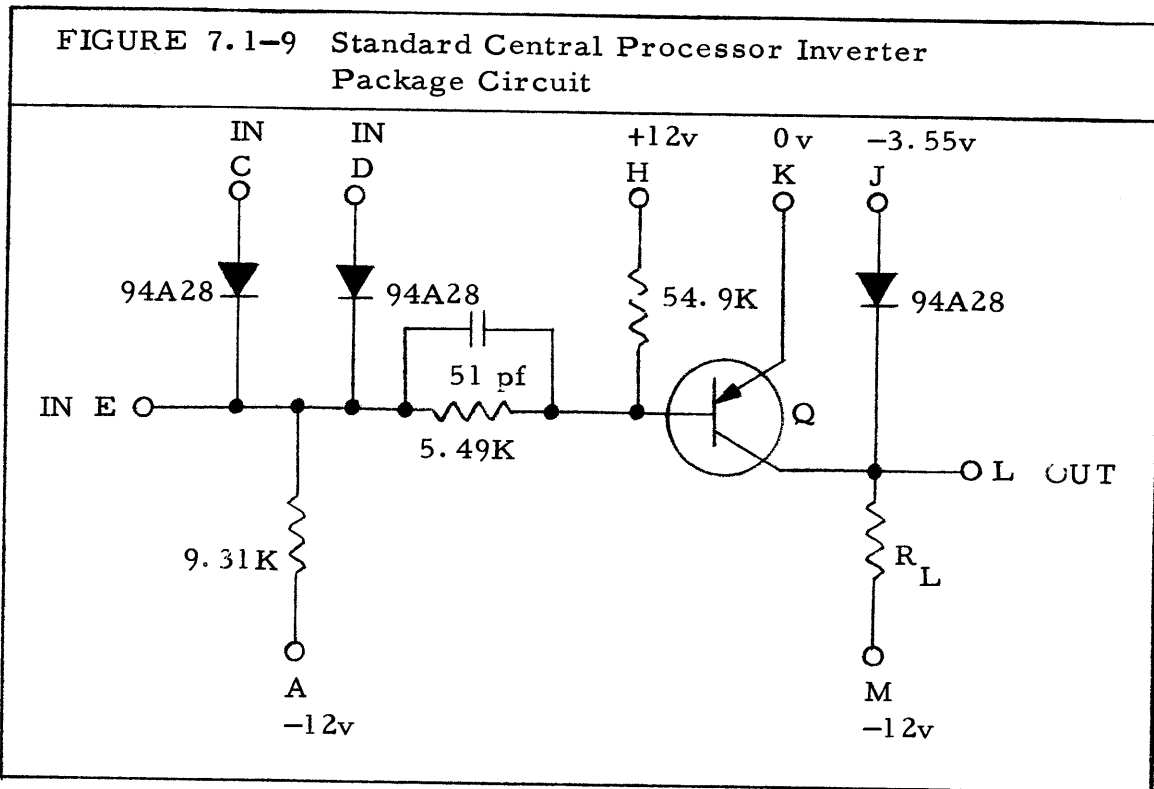 FIGURE 7.1-9 Standard Central Processor Inverter
Package Circuit
IN IN +12v 0v -3.55v
C D H K J
94A28 94A28 54.9K 94A28
51 pf
IN E Q
5.49K
L OUT
9.31K RL
A M
-12v -12v